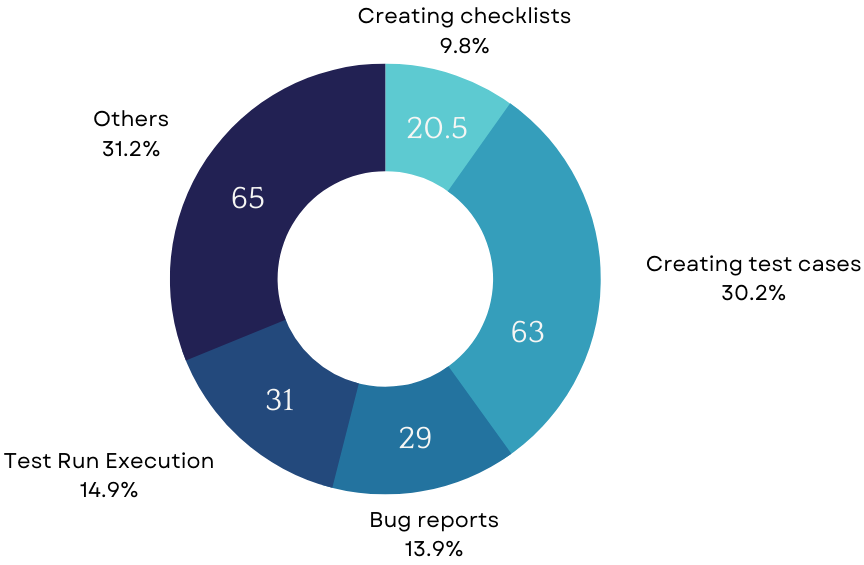 Creating checklists
9.8%
20.5
Others
31.2%
65
Creating test cases
30.2%
63
31
29
Test Run Execution
14.9%
Bug reports
13.9%